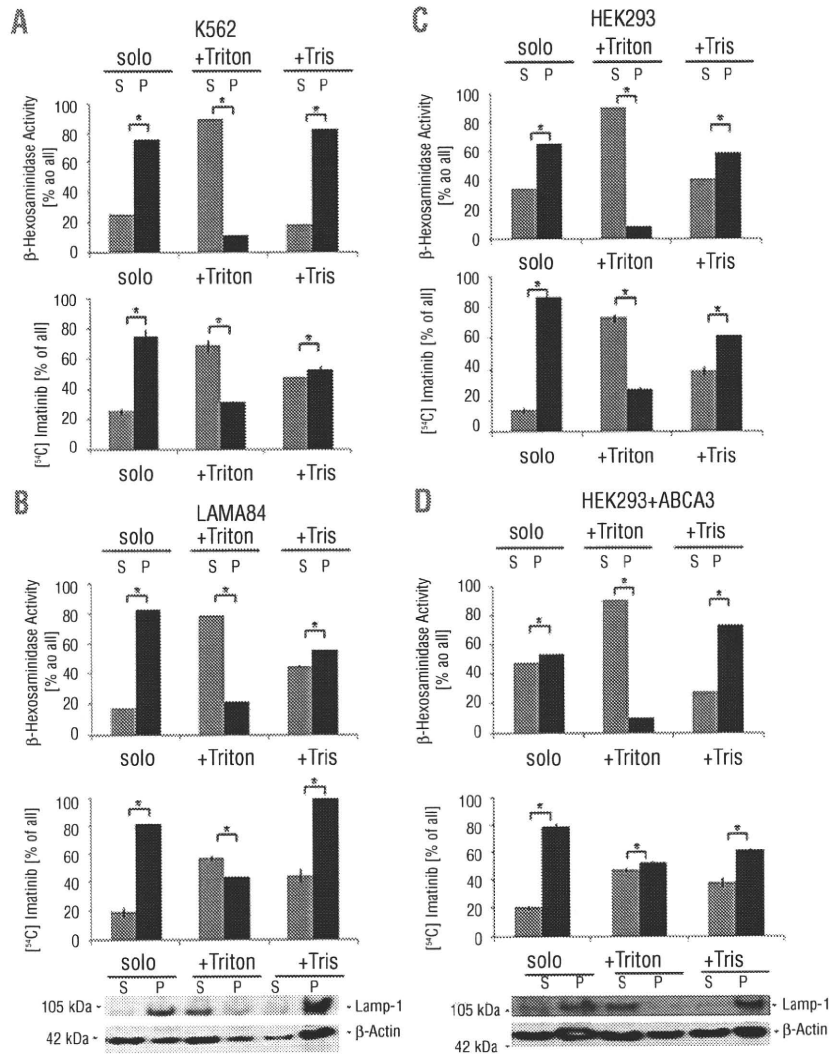 A
K562
solo +Triton +Tris
S P S P S P
β-Hexosaminidase Activity
[% ao all]
100
80
60
40
20
0
* * *
solo +Triton +Tris
[54C] Imatinib [% of all]
100
80
60
40
20
0
* * *
solo +Triton +Tris
B
LAMA84
solo +Triton +Tris
S P S P S P
β-Hexosaminidase Activity
[% ao all]
100
80
60
40
20
0
* * *
solo +Triton +Tris
[54C] Imatinib [% of all]
100
80
60
40
20
0
* * *
solo +Triton +Tris
S P S P S P
105 kDa
Lamp-1
42 kDa
β-Actin
C
HEK293
solo +Triton +Tris
S P S P S P
β-Hexosaminidase Activity
[% ao all]
100
80
60
40
20
0
* * *
solo +Triton +Tris
[54C] Imatinib [% of all]
80
60
40
20
0
* * *
solo +Triton +Tris
D
HEK293+ABCA3
solo +Triton +Tris
S P S P S P
β-Hexosaminidase Activity
[% ao all]
100
80
60
40
20
0
* * *
solo +Triton +Tris
[54C] Imatinib [% of all]
100
80
60
40
20
0
* * *
solo +Triton +Tris
S P S P S P
105 kDa
Lamp-1
42 kDa
β-Actin